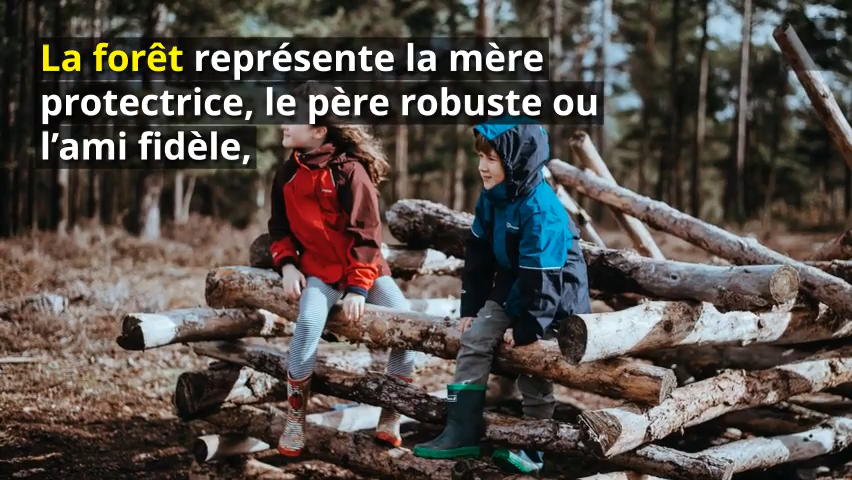 La forêt représente la mère
protectrice, le père robuste ou
l’ami fidèle,